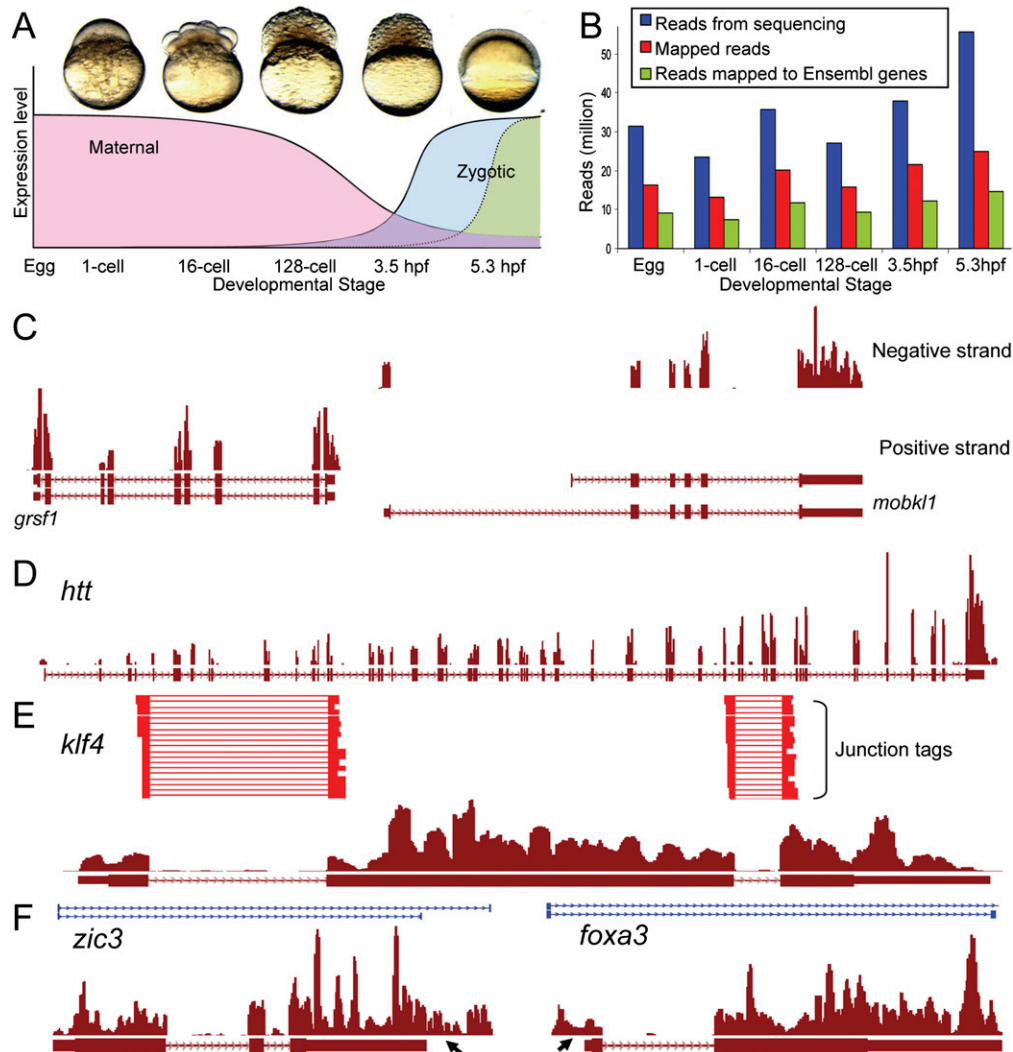 A
Expression level
Maternal
Zygotic
Egg 1-cell 16-cell 128-cell 3.5 hpf 5.3 hpf
Developmental Stage
B
Reads from sequencing
Mapped reads
Reads mapped to Ensembl genes
Reads (million)
50
40
30
20
10
0
Egg 1-cell 16-cell 128-cell 3.5hpf 5.3hpf
Developmental Stage
C
Negative strand
Positive strand
grsf1
mobkl1
D
htt
E
klf4
Junction tags
F
zic3
foxa3